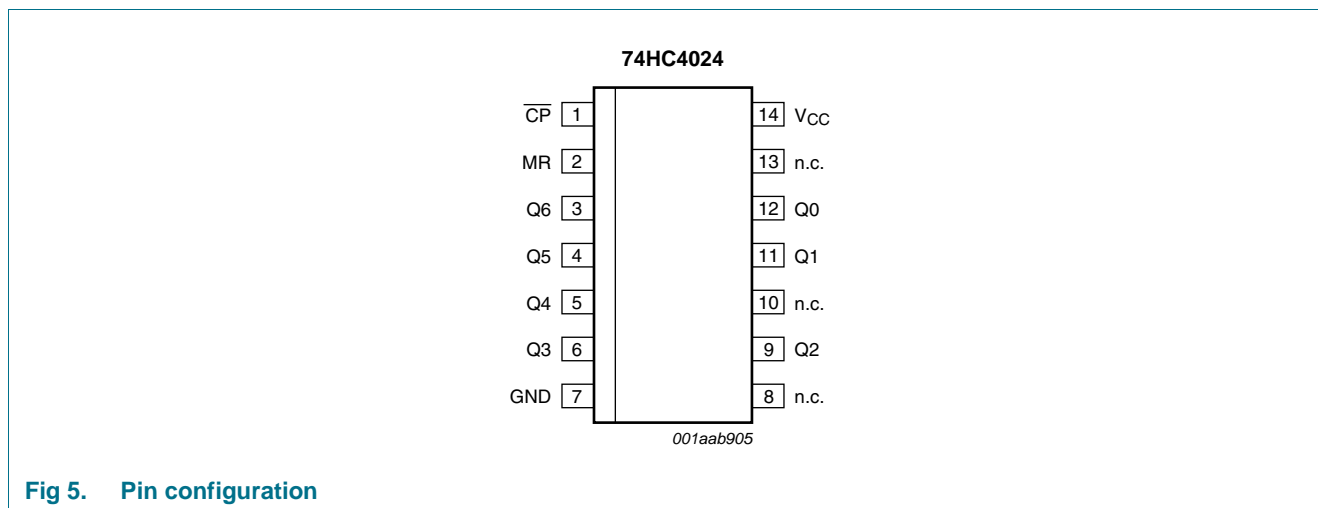 74HC4024
CP 1 14 VCC
MR 2 13 n.c.
Q6 3 12 Q0
Q5 4 11 Q1
Q4 5 10 n.c.
Q3 6 9 Q2
GND 7 8 n.c.
001aab905
Fig 5. Pin configuration